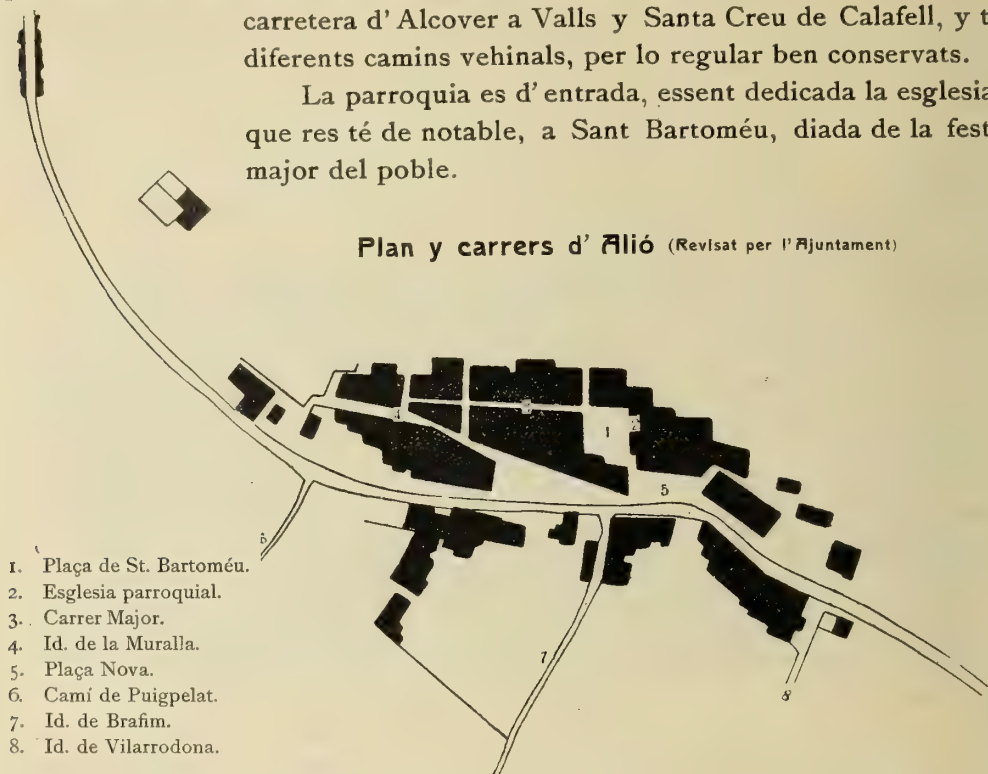 carretera d'Alcover a Valls y Santa Creu de Calafell, y t
diferents camins vehinals, per lo regular ben conservats.
La parroquia es d'entrada, essent dedicada la esglesia
que res té de notable, a Sant Bartoméu, diada de la fest
major del poble.
Plan y carrers d'Alió (Revisat per l'Ajuntament)
4
1
5
6
7
8
1. Plaça de St. Bartoméu.
2. Esglesia parroquial.
3. Carrer Major.
4. Id. de la Muralla.
5. Plaça Nova.
6. Camí de Puigpelat.
7. Id. de Brafim.
8. Id. de Vilarrodona.